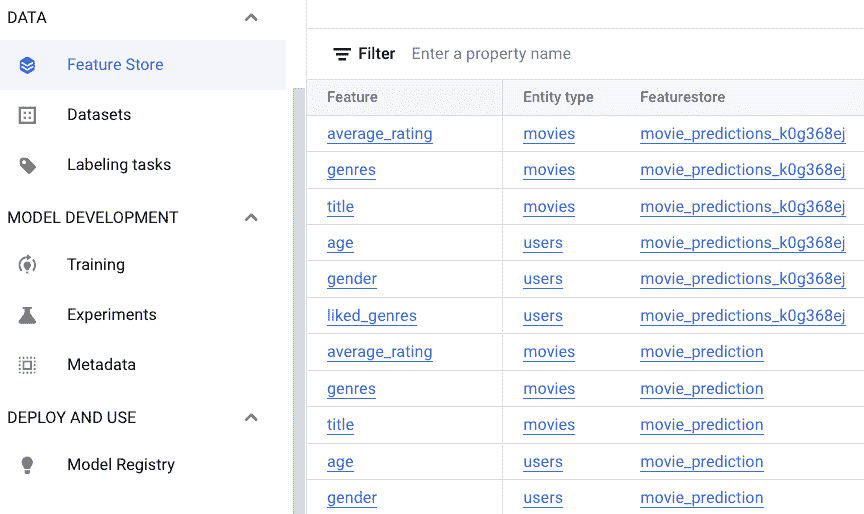 DATA
Feature Store
Datasets
Labeling tasks
MODEL DEVELOPMENT
Training
Experiments
Metadata
DEPLOY AND USE
Model Registry
Filter Enter a property name
Feature Entity type Featurestore
average_rating movies movie_predictions_k0g368ej
genres movies movie_predictions_k0g368ej
title movies movie_predictions_k0g368ej
age users movie_predictions_k0g368ej
gender users movie_predictions_k0g368ej
liked_genres users movie_predictions_k0g368ej
average_rating movies movie_prediction
genres movies movie_prediction
title movies movie_prediction
age users movie_prediction
gender users movie_prediction